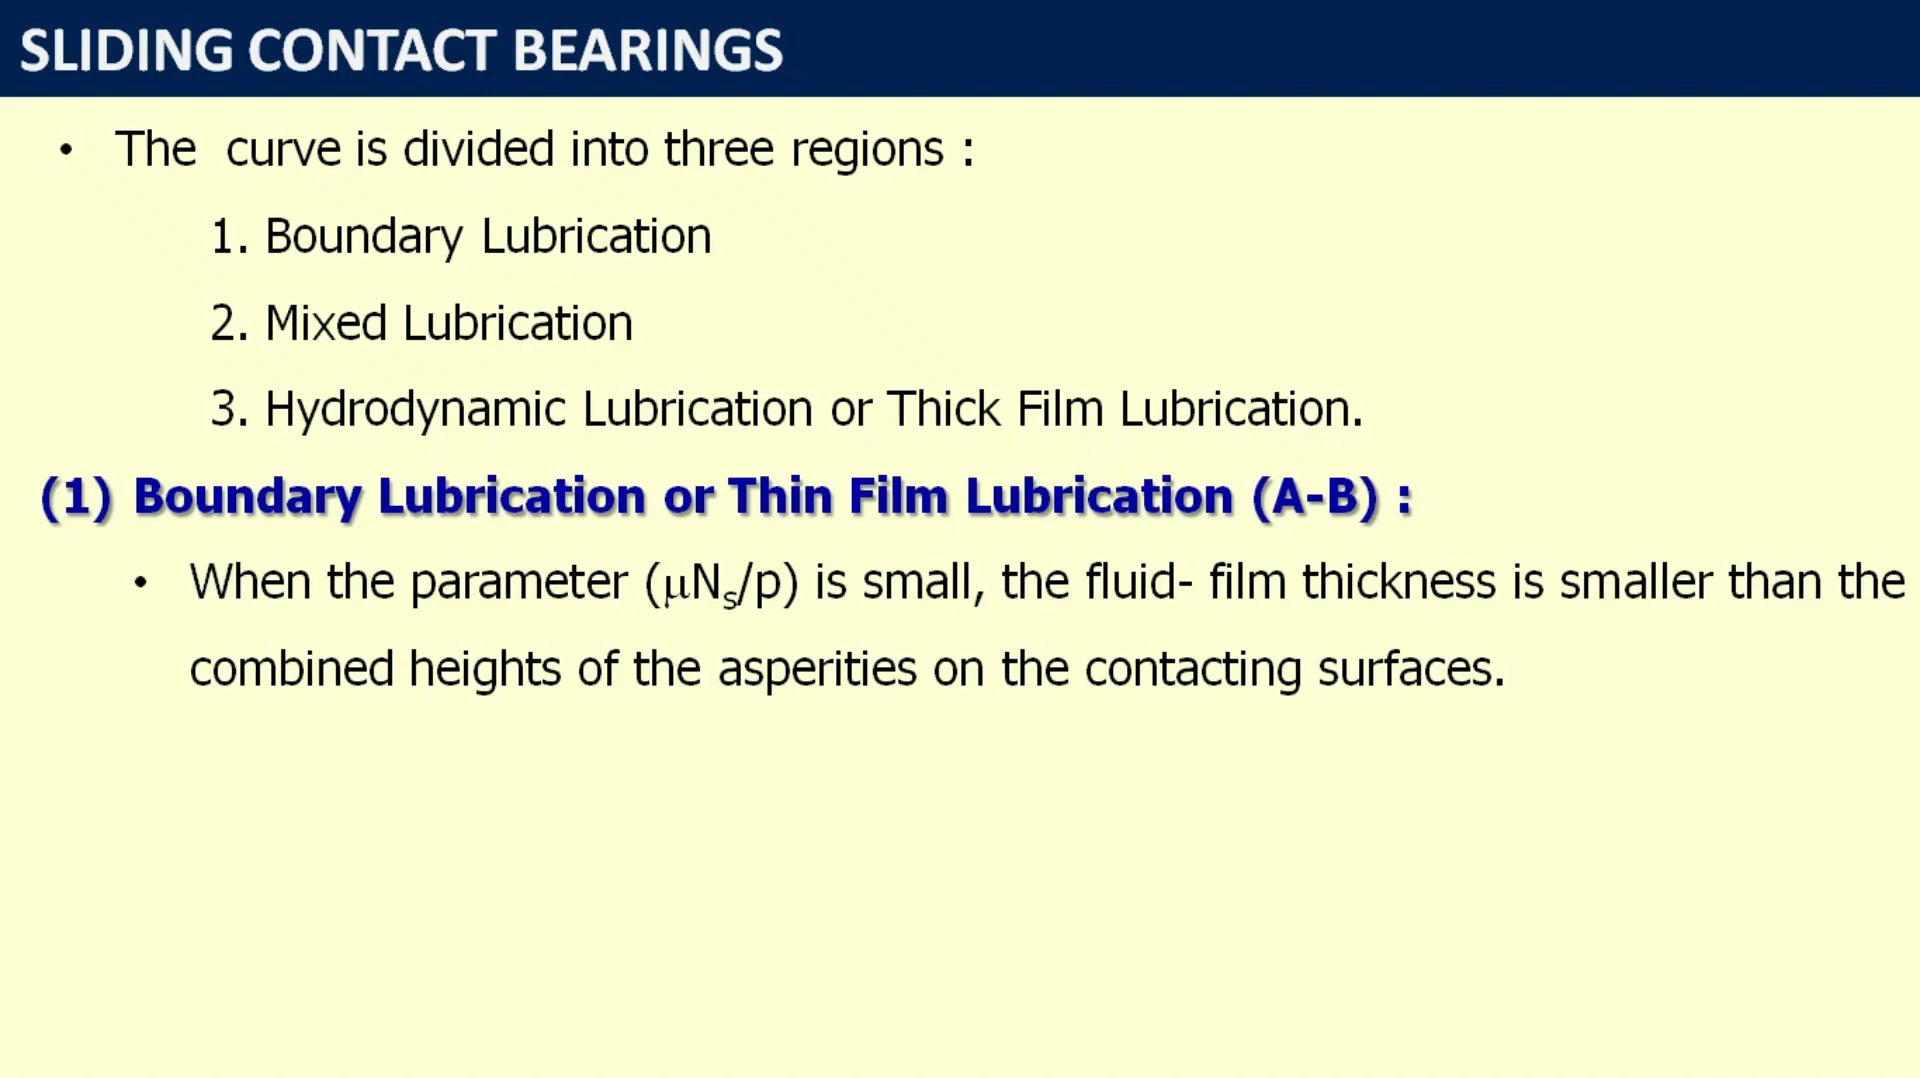 SLIDING CONTACT BEARINGS
• The curve is divided into three regions :
1. Boundary Lubrication
2. Mixed Lubrication
3. Hydrodynamic Lubrication or Thick Film Lubrication.
(1) Boundary Lubrication or Thin Film Lubrication (A-B) :
• When the parameter (μNₛ/p) is small, the fluid- film thickness is smaller than the
combined heights of the asperities on the contacting surfaces.